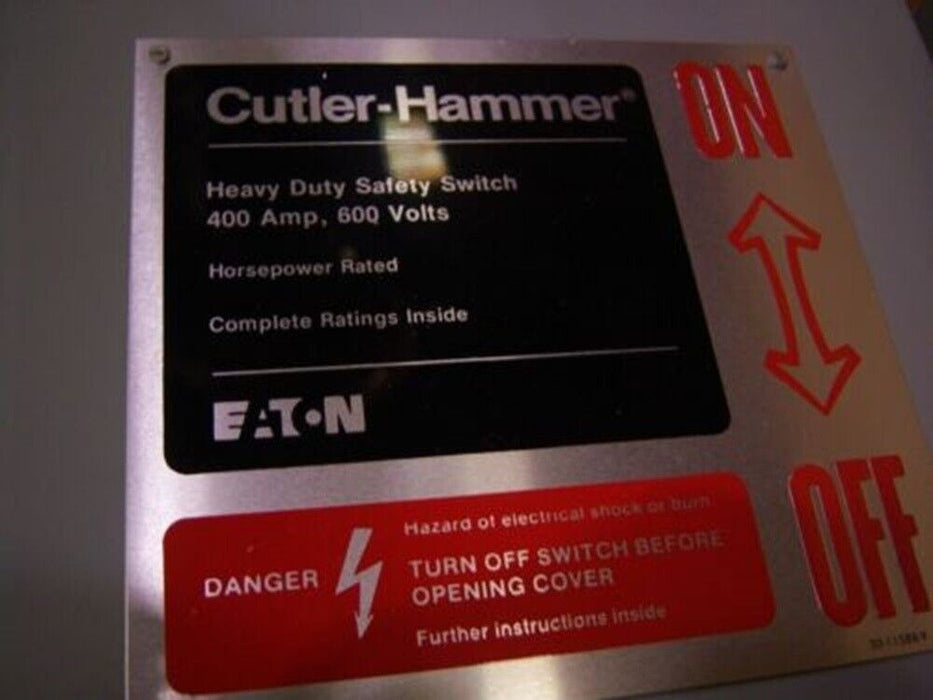 Cutler-Hammer®
Heavy Duty Safety Switch
400 Amp, 600 Volts
Horsepower Rated
Complete Ratings Inside
EATON
ON
OFF
DANGER
Hazard of electrical shock or burn.
TURN OFF SWITCH BEFORE
OPENING COVER
Further instructions inside